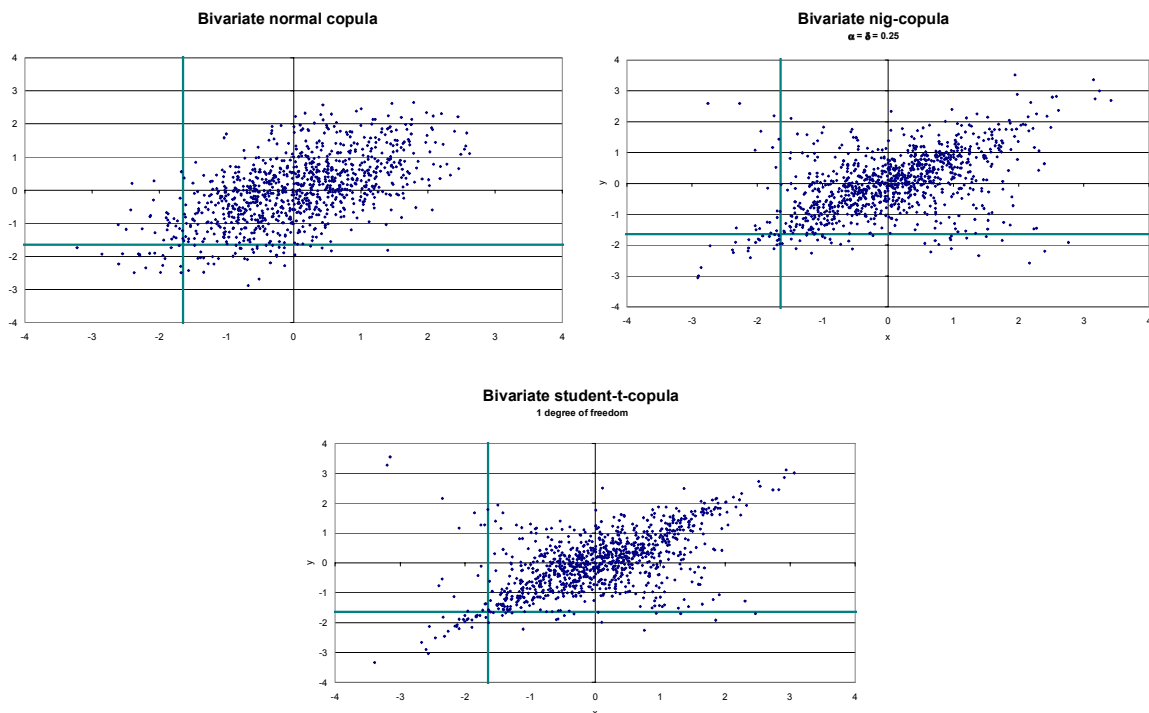 Bivariate normal copula
4
3
2
1
0
-1
-2
-3
-4
-4 -3 -2 -1 0 1 2 3 4
Bivariate nig-copula
α = δ = 0.25
4
3
2
1
0
-1
-2
-3
-4
y
-4 -3 -2 -1 0 1 2 3 4
x
Bivariate student-t-copula
1 degree of freedom
4
3
2
1
0
-1
-2
-3
-4
y
-4 -3 -2 -1 0 1 2 3 4
x